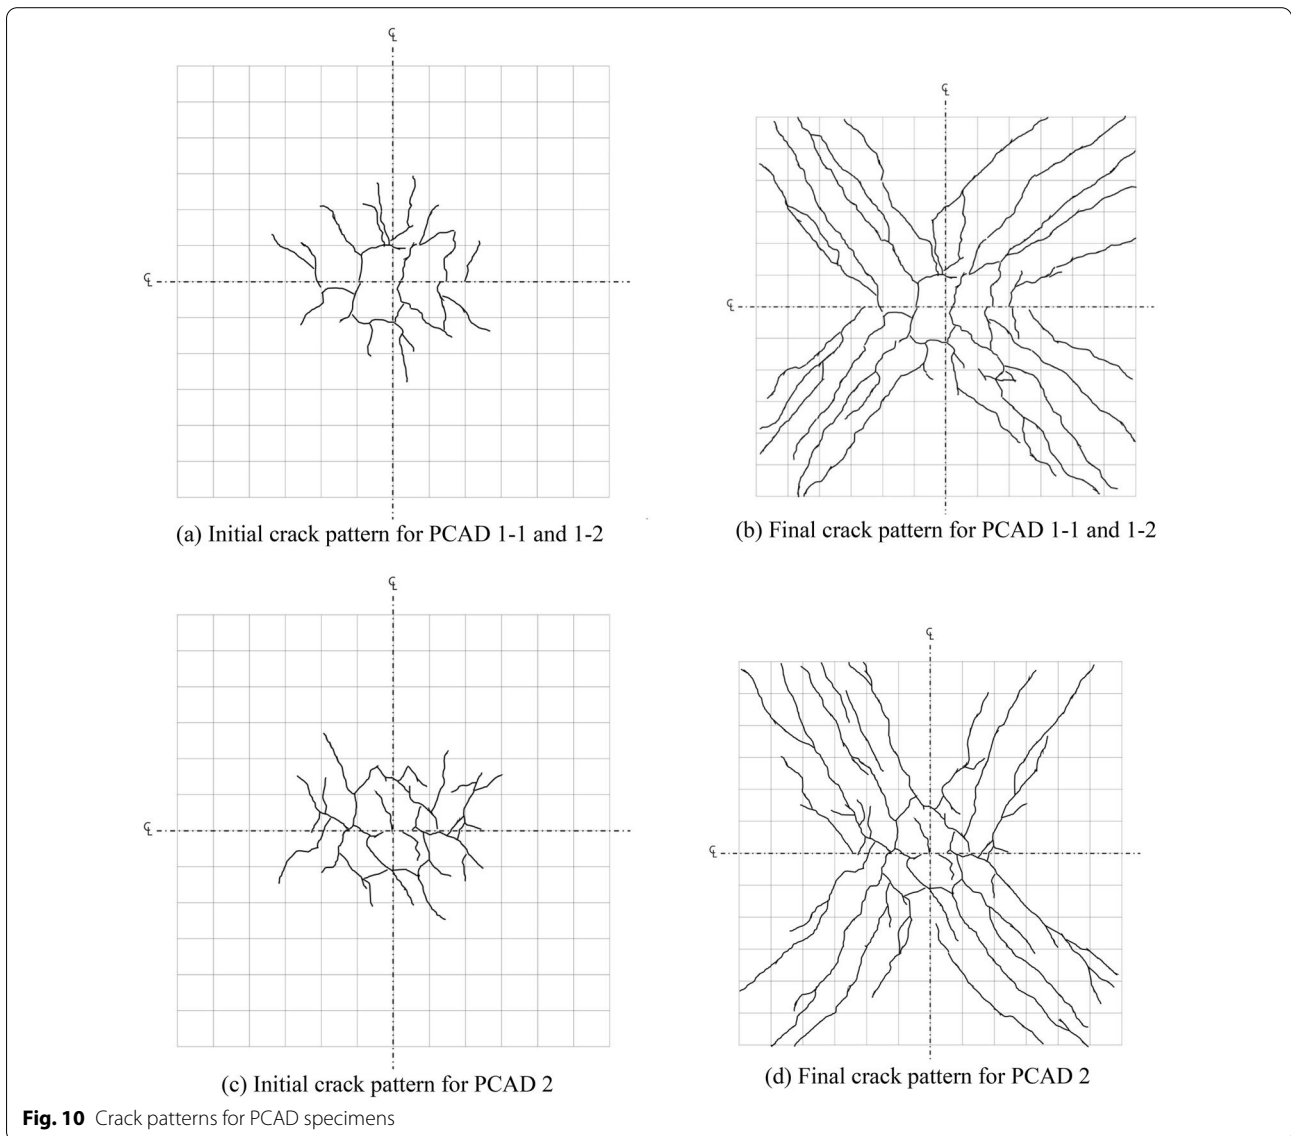 ℄
℄
(a) Initial crack pattern for PCAD 1-1 and 1-2
℄
℄
(b) Final crack pattern for PCAD 1-1 and 1-2
℄
℄
(c) Initial crack pattern for PCAD 2
℄
℄
(d) Final crack pattern for PCAD 2
Fig. 10 Crack patterns for PCAD specimens